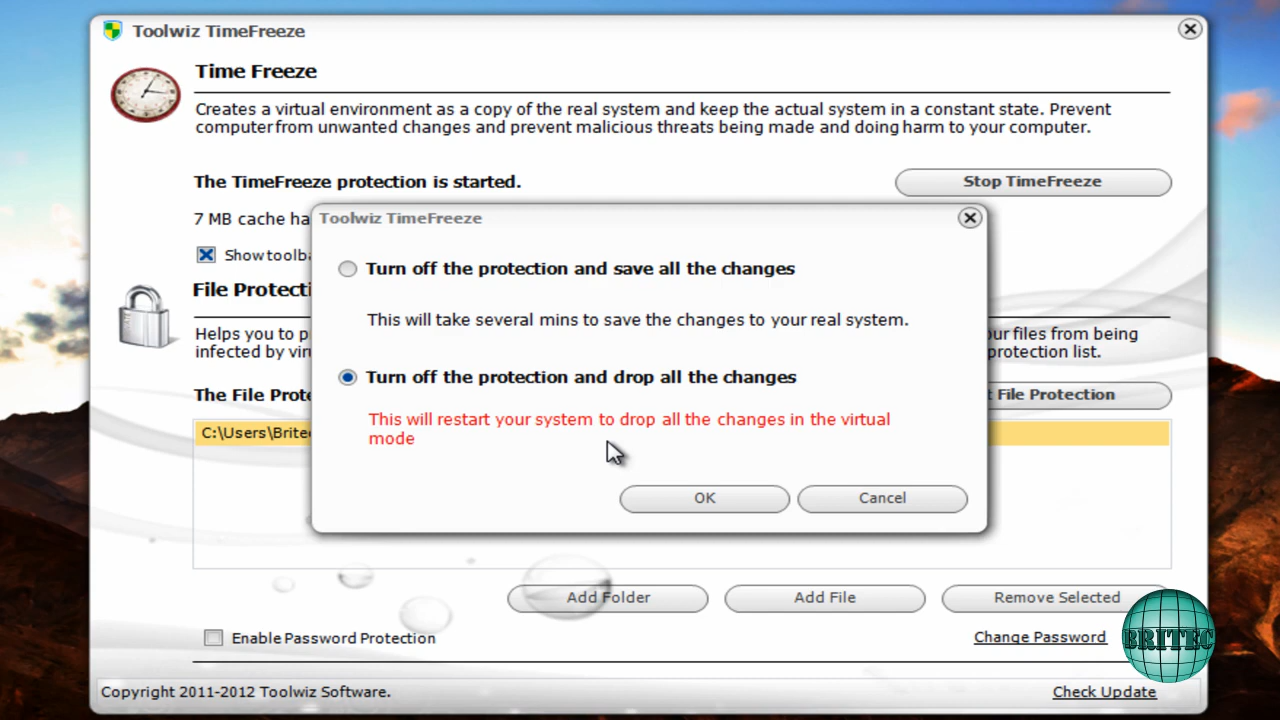 Toolwiz TimeFreeze
Time Freeze
Creates a virtual environment as a copy of the real system and keep the actual system in a constant state. Prevent
computer from unwanted changes and prevent malicious threats being made and doing harm to your computer.
The TimeFreeze protection is started.
Stop TimeFreeze
7 MB cache ha
Toolwiz TimeFreeze
Show toolba
Turn off the protection and save all the changes
File Protecti
This will take several mins to save the changes to your real system.
Helps you to p
our files from being
infected by viru
protection list.
Turn off the protection and drop all the changes
The File Prote
File Protection
This will restart your system to drop all the changes in the virtual
mode
C:\Users\Brite
OK
Cancel
Add Folder
Add File
Remove Selected
Enable Password Protection
Change Password
BRITEC
Copyright 2011-2012 Toolwiz Software.
Check Update